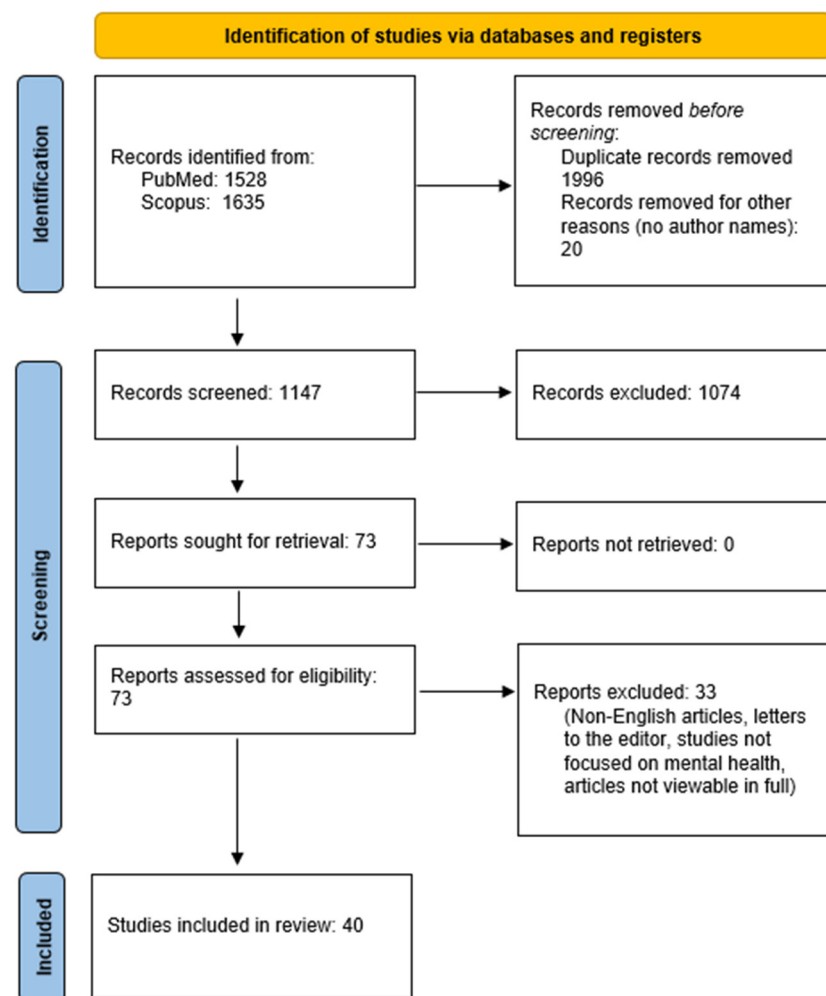 Identification of studies via databases and registers
Identification
Records identified from:
PubMed: 1528
Scopus: 1635
Records removed before
screening:
Duplicate records removed
1996
Records removed for other
reasons (no author names):
20
Screening
Records screened: 1147
Records excluded: 1074
Reports sought for retrieval: 73
Reports not retrieved: 0
Reports assessed for eligibility:
73
Reports excluded: 33
(Non-English articles, letters
to the editor, studies not
focused on mental health,
articles not viewable in full)
Included
Studies included in review: 40